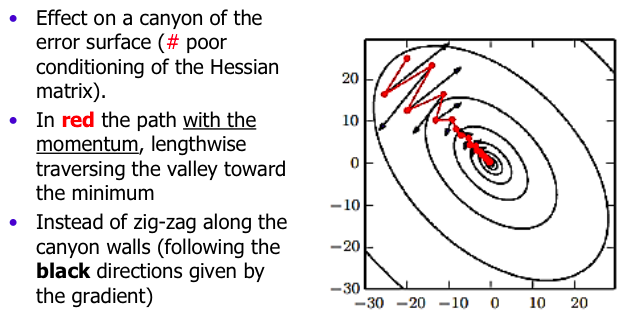 • Effect on a canyon of the
error surface (# poor
conditioning of the Hessian
matrix).
• In red the path with the
momentum, lengthwise
traversing the valley toward
the minimum
• Instead of zig-zag along the
canyon walls (following the
black directions given by
the gradient)
20
10
0
−10
−20
−30
−30 −20 −10 0 10 20